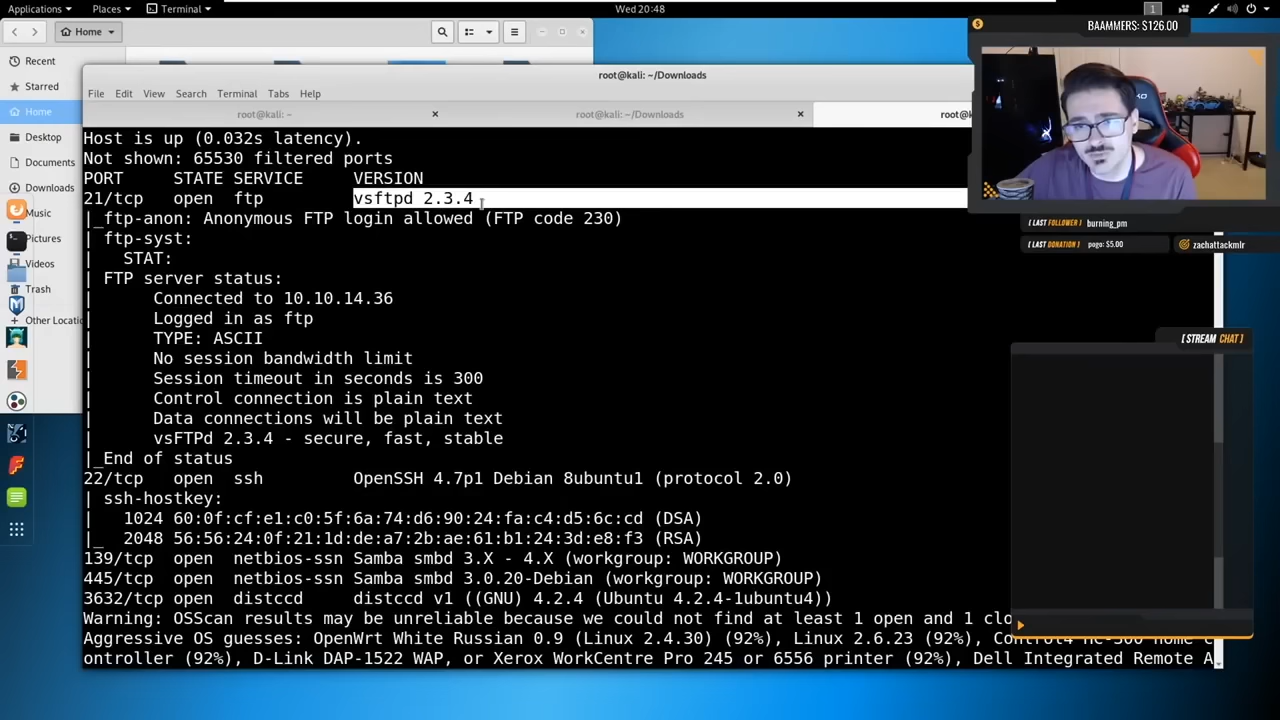 Applications
Places
Terminal
Wed 20:48
1
BAAMMERS: $126.00
Home
Recent
Starred
Home
Desktop
Documents
Downloads
Music
Pictures
Videos
Trash
Other Locatio
root@kali: ~/Downloads
File Edit View Search Terminal Tabs Help
root@kali: ~
root@kali: ~/Downloads
root@k
Host is up (0.032s latency).
Not shown: 65530 filtered ports
PORT STATE SERVICE VERSION
21/tcp open ftp vsftpd 2.3.4
|_ftp-anon: Anonymous FTP login allowed (FTP code 230)
| ftp-syst:
| STAT:
| FTP server status:
| Connected to 10.10.14.36
| Logged in as ftp
| TYPE: ASCII
| No session bandwidth limit
| Session timeout in seconds is 300
| Control connection is plain text
| Data connections will be plain text
| vsFTPd 2.3.4 - secure, fast, stable
|_End of status
22/tcp open ssh OpenSSH 4.7p1 Debian 8ubuntu1 (protocol 2.0)
| ssh-hostkey:
| 1024 60:0f:cf:e1:c0:5f:6a:74:d6:90:24:fa:c4:d5:6c:cd (DSA)
|_ 2048 56:56:24:0f:21:1d:de:a7:2b:ae:61:b1:24:3d:e8:f3 (RSA)
139/tcp open netbios-ssn Samba smbd 3.X - 4.X (workgroup: WORKGROUP)
445/tcp open netbios-ssn Samba smbd 3.0.20-Debian (workgroup: WORKGROUP)
3632/tcp open distccd distccd v1 ((GNU) 4.2.4 (Ubuntu 4.2.4-1ubuntu4))
Warning: OSScan results may be unreliable because we could not find at least 1 open and 1 clo
Aggressive OS guesses: OpenWrt White Russian 0.9 (Linux 2.4.30) (92%), Linux 2.6.23 (92%),
ontroller (92%), D-Link DAP-1522 WAP, or Xerox WorkCentre Pro 245 or 6556 printer (92%), Dell Integrated Remote A
[ LAST FOLLOWER ] burning_pm
[ LAST DONATION ] pogo: $5.00
zachattackmlr
[ STREAM CHAT ]